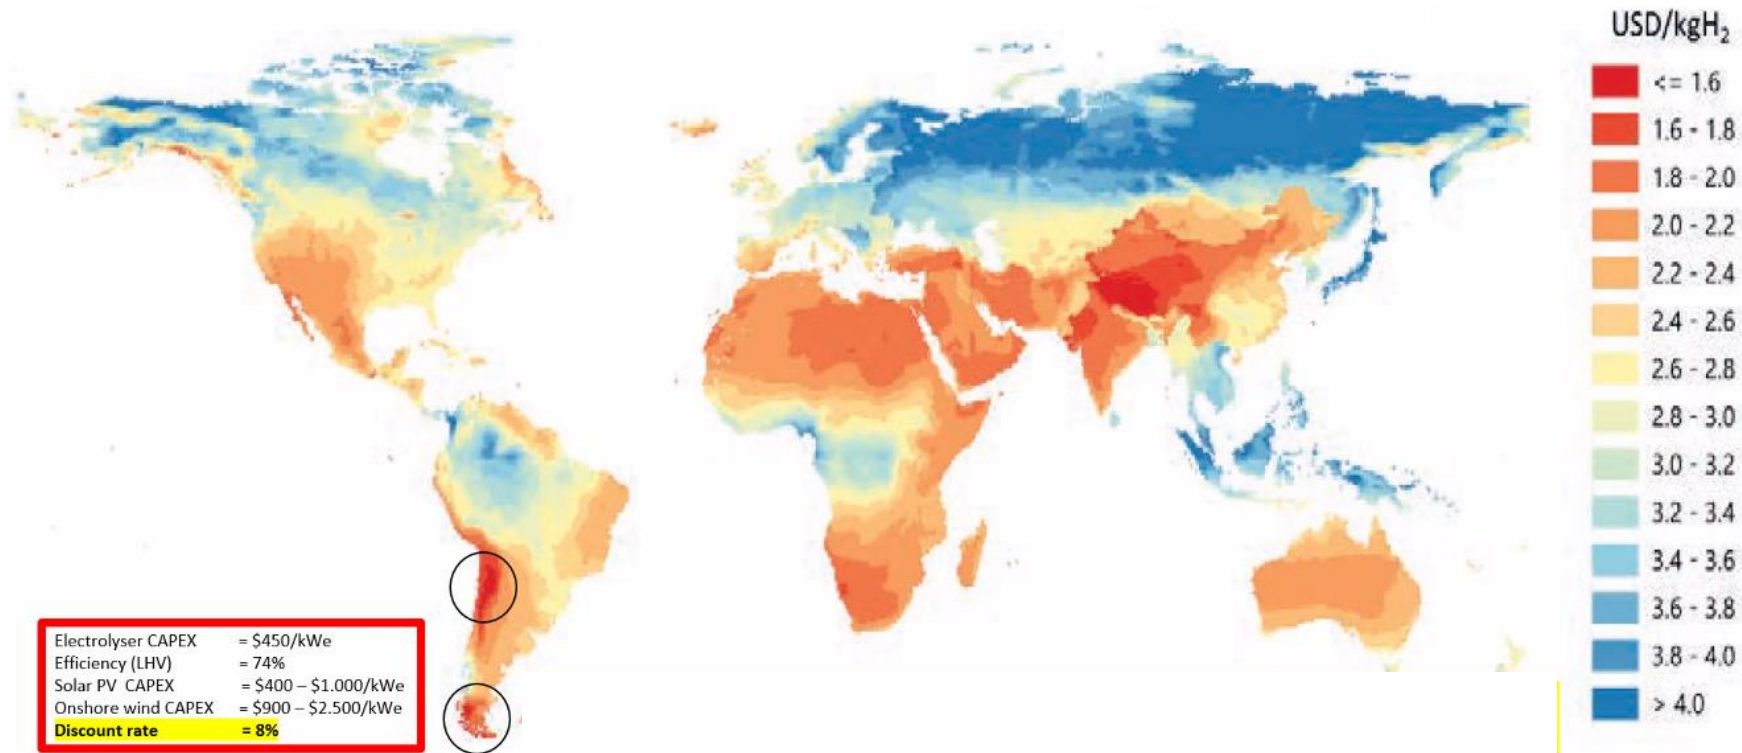 USD/kgH₂
<= 1.6
1.6 - 1.8
1.8 - 2.0
2.0 - 2.2
2.2 - 2.4
2.4 - 2.6
2.6 - 2.8
2.8 - 3.0
3.0 - 3.2
3.2 - 3.4
3.4 - 3.6
3.6 - 3.8
3.8 - 4.0
> 4.0
Electrolyser CAPEX = $450/kWe
Efficiency (LHV) = 74%
Solar PV CAPEX = $400 – $1.000/kWe
Onshore wind CAPEX = $900 – $2.500/kWe
Discount rate = 8%